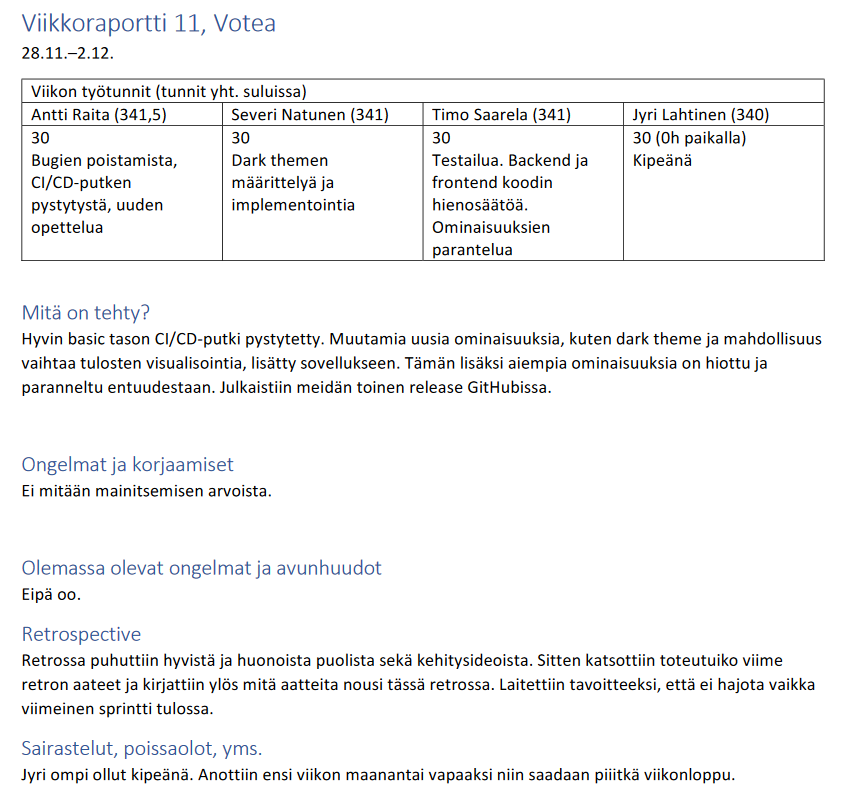 Viikkoraportti 11, Votea
28.11.–2.12.
Viikon työtunnit (tunnit yht. suluissa)
Antti Raita (341,5)
Severi Natunen (341)
Timo Saarela (341)
Jyri Lahtinen (340)
30
Bugien poistamista,
CI/CD-putken
pystytystä, uuden
opettelua
30
Dark themen
määrittelyä ja
implementointia
30
Testailua. Backend ja
frontend koodin
hienosäätöä.
Ominaisuuksien
parantelua
30 (0h paikalla)
Kipeänä
Mitä on tehty?
Hyvin basic tason CI/CD-putki pystytetty. Muutamia uusia ominaisuuksia, kuten dark theme ja mahdollisuus
vaihtaa tulosten visualisointia, lisätty sovellukseen. Tämän lisäksi aiempia ominaisuuksia on hiottu ja
paranneltu entuudestaan. Julkaistiin meidän toinen release GitHubissa.
Ongelmat ja korjaamiset
Ei mitään mainitsemisen arvoista.
Olemassa olevat ongelmat ja avunhuudot
Eipä oo.
Retrospective
Retrossa puhuttiin hyvistä ja huonoista puolista sekä kehitysideoista. Sitten katsottiin toteutuiko viime
retron aateet ja kirjattiin ylös mitä aatteita nousi tässä retrossa. Laitettiin tavoitteeksi, että ei hajota vaikka
viimeinen sprintti tulossa.
Sairastelut, poissaolot, yms.
Jyri ompi ollut kipeänä. Anottiin ensi viikon maanantai vapaaksi niin saadaan piiitkä viikonloppu.